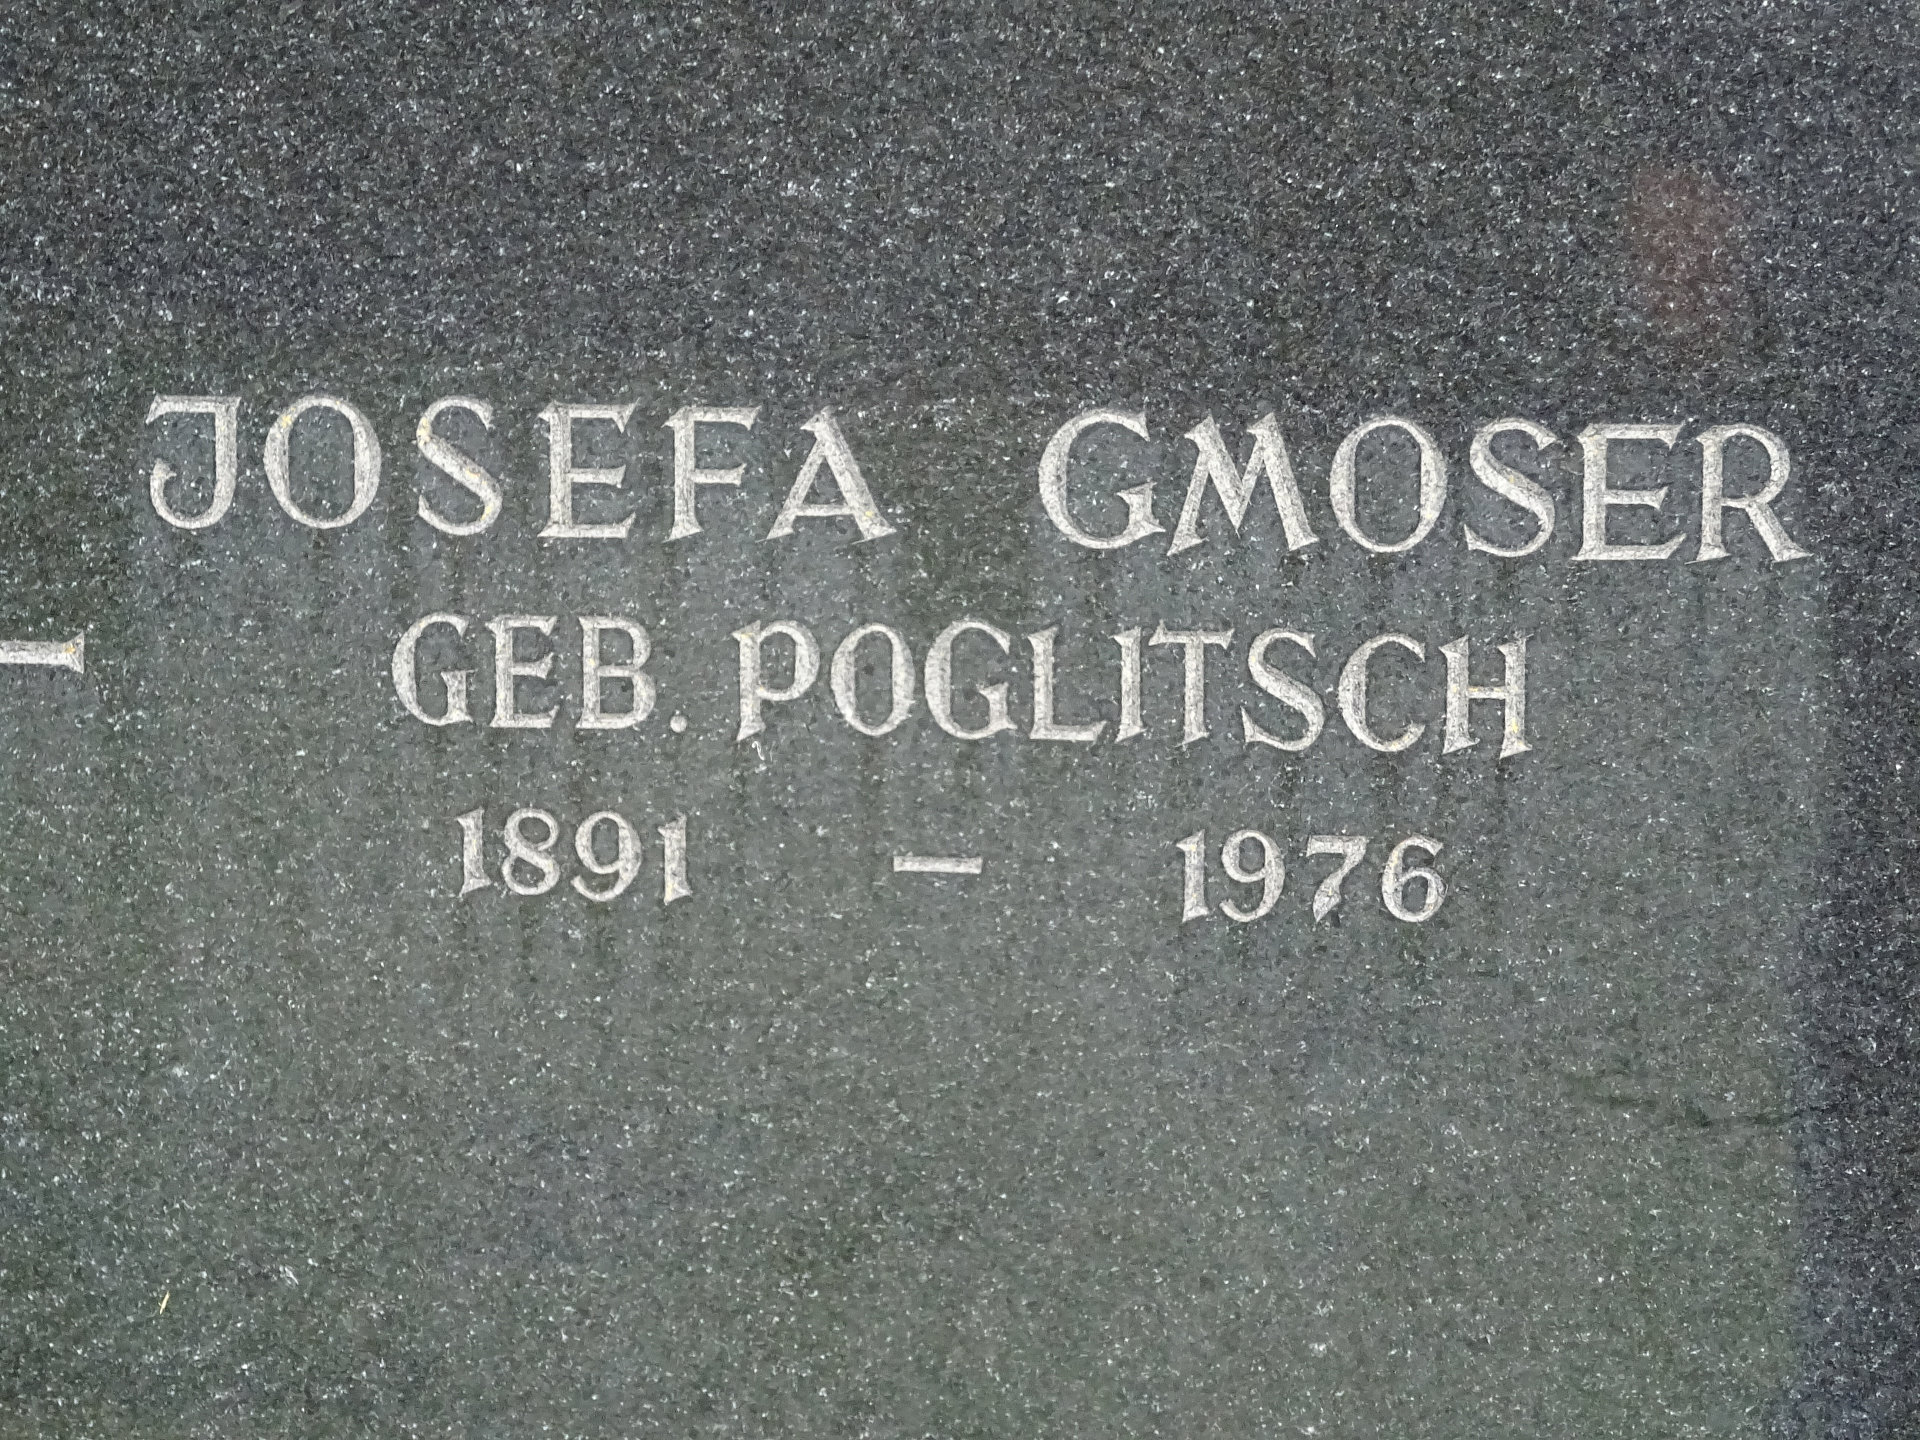 JOSEFA GMOSER
– GEB. POGLITSCH
1891 – 1976